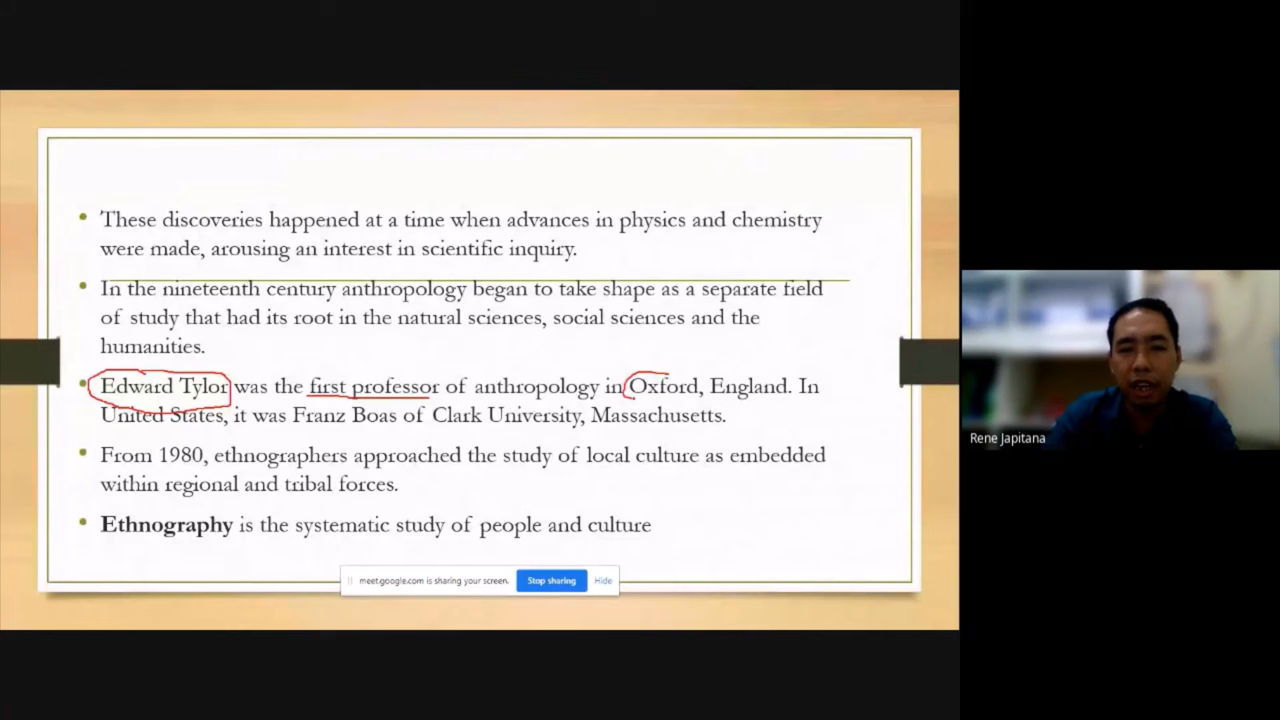 These discoveries happened at a time when advances in physics and chemistry
were made, arousing an interest in scientific inquiry.
In the nineteenth century anthropology began to take shape as a separate field
of study that had its root in the natural sciences, social sciences and the
humanities.
Edward Tylor was the first professor of anthropology in Oxford, England. In
United States, it was Franz Boas of Clark University, Massachusetts.
From 1980, ethnographers approached the study of local culture as embedded
within regional and tribal forces.
Ethnography is the systematic study of people and culture
meet.google.com is sharing your screen. Stop sharing Hide
Rene Japitana